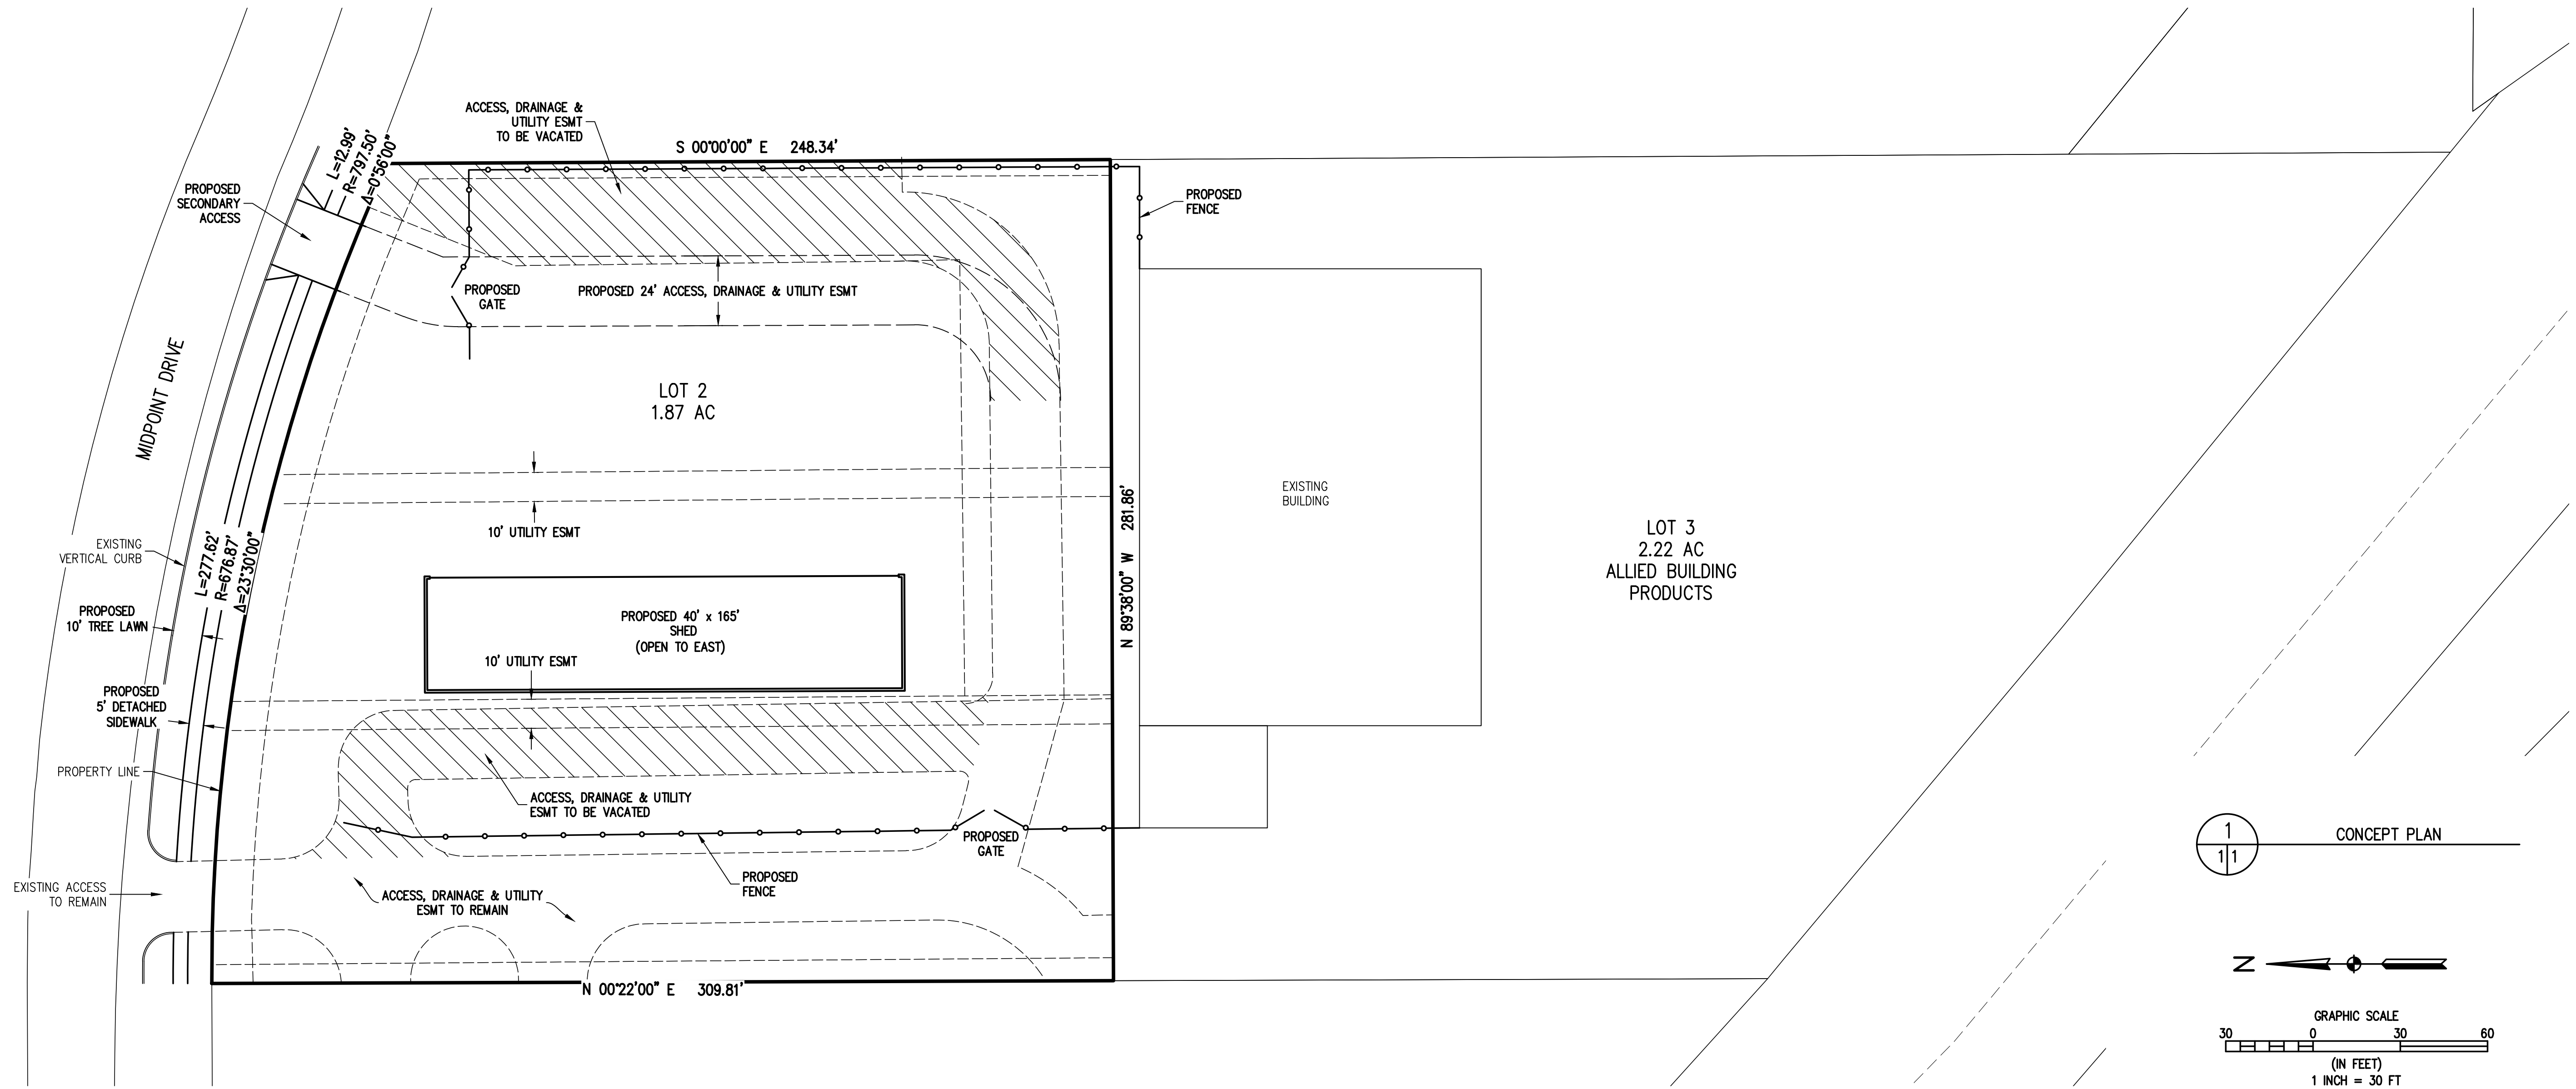 ACCESS, DRAINAGE &
UTILITY ESMT
TO BE VACATED
S 00°00'00" E 248.34'
L=12.99'
R=797.50'
Δ=0°56'00"
PROPOSED
SECONDARY
ACCESS
PROPOSED
FENCE
PROPOSED
GATE
PROPOSED 24' ACCESS, DRAINAGE & UTILITY ESMT
MIDPOINT DRIVE
LOT 2
1.87 AC
10' UTILITY ESMT
N 89°38'00" W 281.86'
EXISTING
BUILDING
LOT 3
2.22 AC
ALLIED BUILDING
PRODUCTS
EXISTING
VERTICAL CURB
L=277.62'
R=676.87'
Δ=23°30'00"
PROPOSED
10' TREE LAWN
PROPOSED 40' x 165'
SHED
(OPEN TO EAST)
10' UTILITY ESMT
PROPOSED
5' DETACHED
SIDEWALK
PROPERTY LINE
ACCESS, DRAINAGE & UTILITY
ESMT TO BE VACATED
PROPOSED
GATE
PROPOSED
FENCE
EXISTING ACCESS
TO REMAIN
ACCESS, DRAINAGE & UTILITY
ESMT TO REMAIN
N 00°22'00" E 309.81'
1
1 1
CONCEPT PLAN
N
GRAPHIC SCALE
30 0 30 60
(IN FEET)
1 INCH = 30 FT